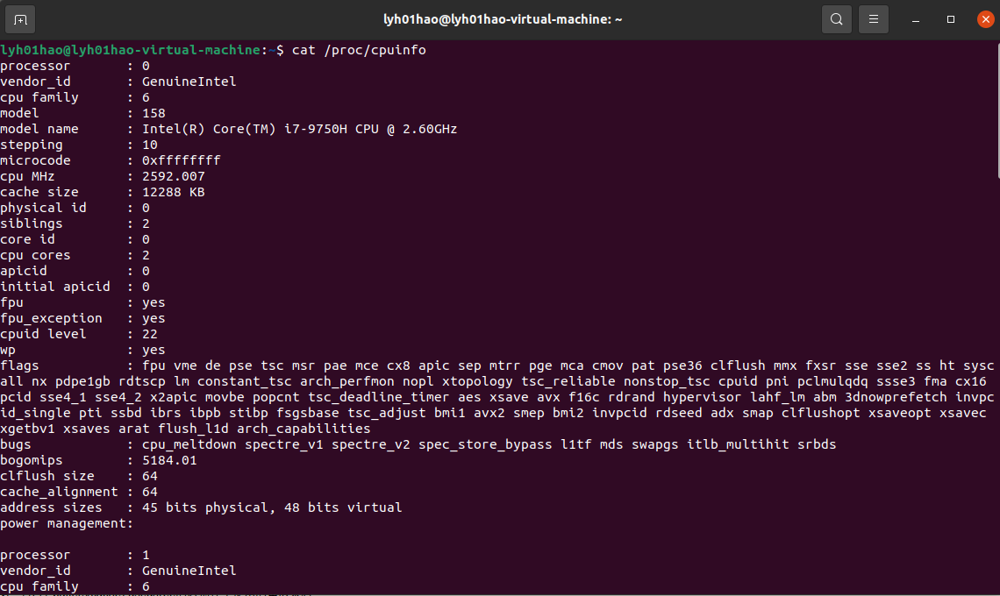 lyh01hao@lyh01hao-virtual-machine: ~
lyh01hao@lyh01hao-virtual-machine:~$ cat /proc/cpuinfo
processor	: 0
vendor_id	: GenuineIntel
cpu family	: 6
model		: 158
model name	: Intel(R) Core(TM) i7-9750H CPU @ 2.60GHz
stepping	: 10
microcode	: 0xffffffff
cpu MHz		: 2592.007
cache size	: 12288 KB
physical id	: 0
siblings	: 2
core id		: 0
cpu cores	: 2
apicid		: 0
initial apicid	: 0
fpu		: yes
fpu_exception	: yes
cpuid level	: 22
wp		: yes
flags		: fpu vme de pse tsc msr pae mce cx8 apic sep mtrr pge mca cmov pat pse36 clflush mmx fxsr sse sse2 ss ht sysc
all nx pdpe1gb rdtscp lm constant_tsc arch_perfmon nopl xtopology tsc_reliable nonstop_tsc cpuid pni pclmulqdq ssse3 fma cx16
pcid sse4_1 sse4_2 x2apic movbe popcnt tsc_deadline_timer aes xsave avx f16c rdrand hypervisor lahf_lm abm 3dnowprefetch invpc
id_single pti ssbd ibrs ibpb stibp fsgsbase tsc_adjust bmi1 avx2 smep bmi2 invpcid rdseed adx smap clflushopt xsaveopt xsavec
xgetbv1 xsaves arat flush_l1d arch_capabilities
bugs		: cpu_meltdown spectre_v1 spectre_v2 spec_store_bypass l1tf mds swapgs itlb_multihit srbds
bogomips	: 5184.01
clflush size	: 64
cache_alignment	: 64
address sizes	: 45 bits physical, 48 bits virtual
power management:
processor	: 1
vendor_id	: GenuineIntel
cpu family	: 6